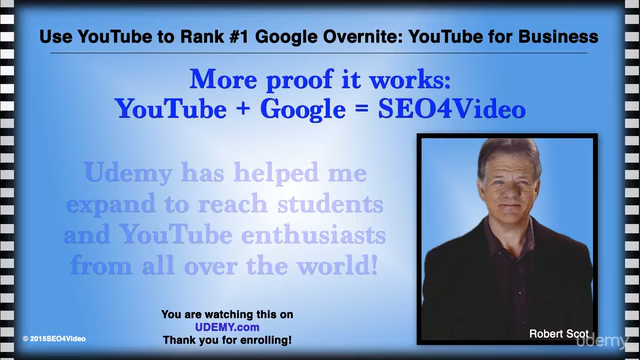 Use YouTube to Rank #1 Google Overnite: YouTube for Business
More proof it works:
YouTube + Google = SEO4Video
Udemy has helped me
expand to reach students
and YouTube enthusiasts
from all over the world!
You are watching this on
UDEMY.com
Thank you for enrolling!
© 2015SEO4Video
Robert Scot
udemy